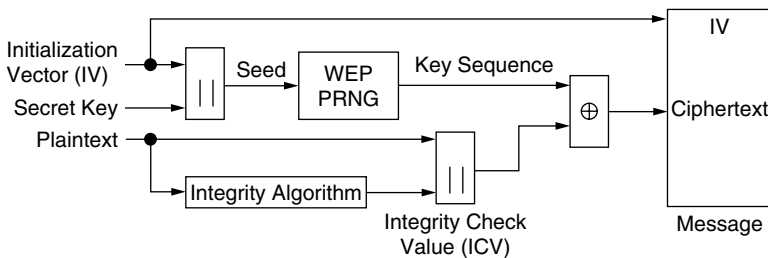 IV
Initialization
Vector (IV)
Seed
WEP
PRNG
Key Sequence
||
Secret Key
⊕
Ciphertext
Plaintext
||
Integrity Algorithm
Integrity Check
Value (ICV)
Message